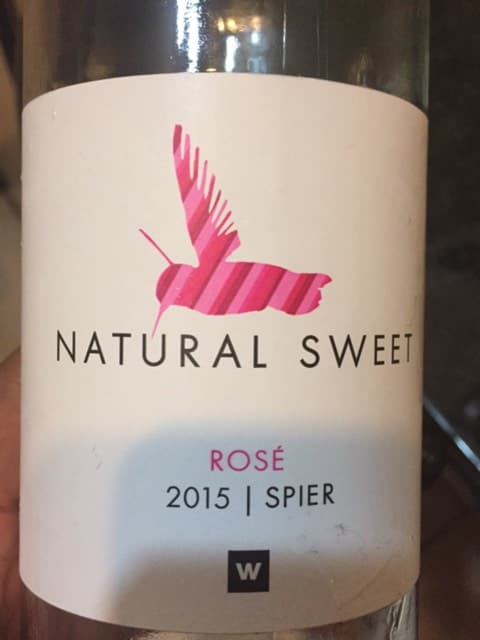 NATURAL SWEET
ROSÉ
2015 | SPIER
W